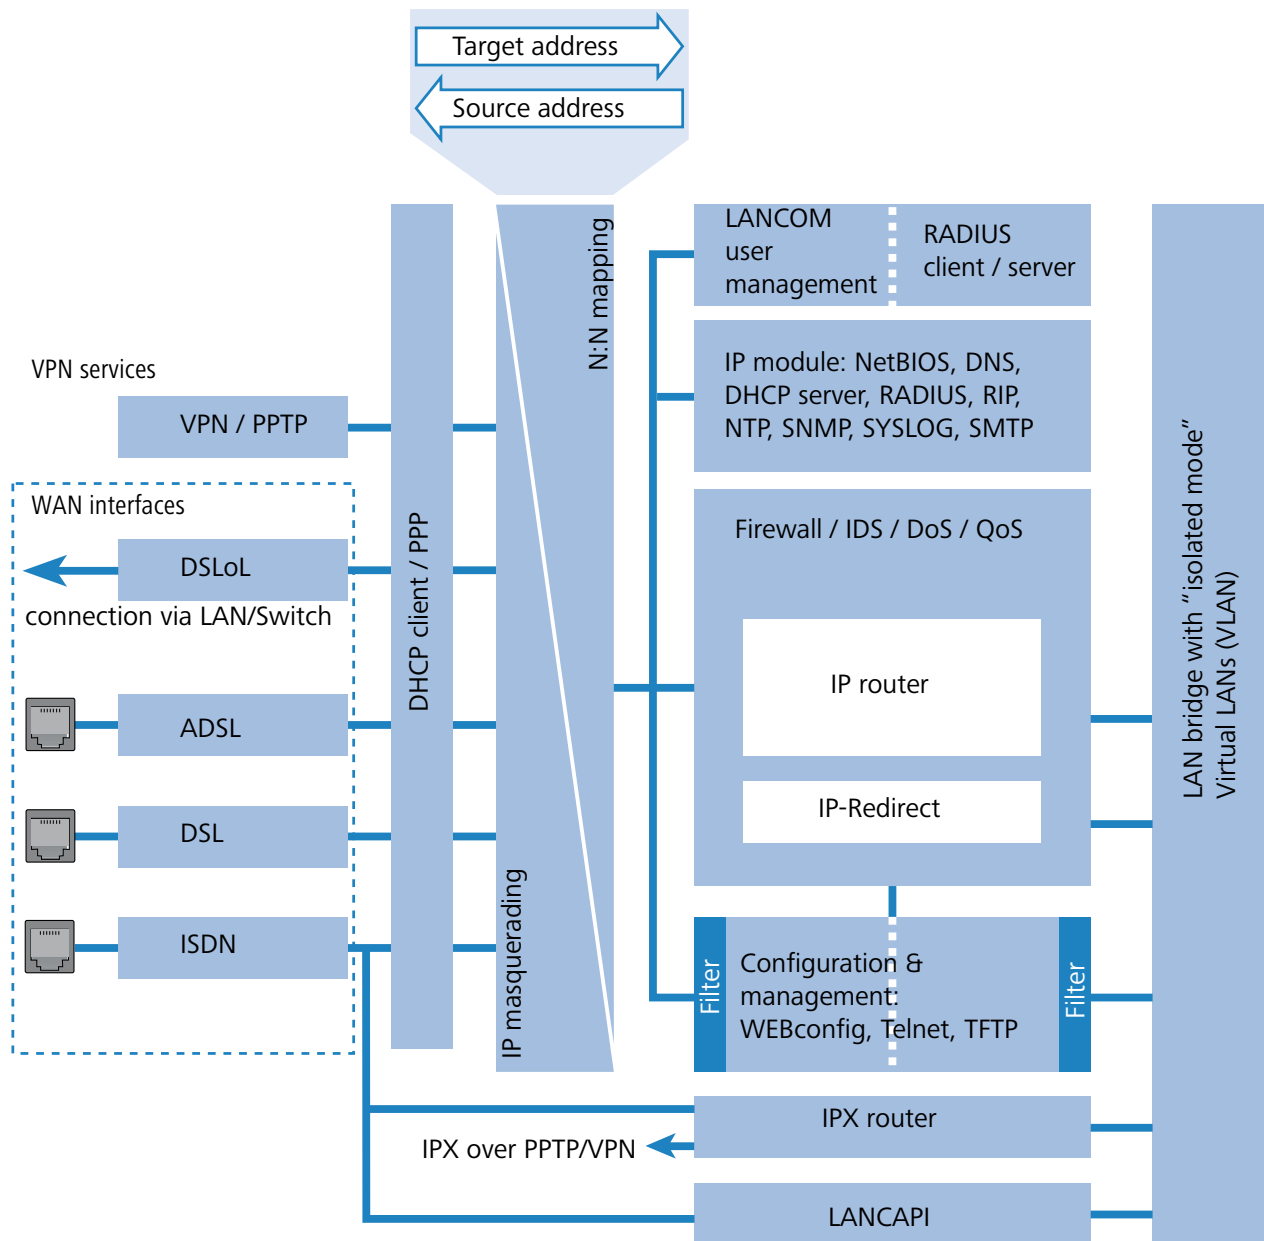 Target address
Source address
LANCOM
user
management
RADIUS
client / server
N:N mapping
IP module: NetBIOS, DNS,
DHCP server, RADIUS, RIP,
NTP, SNMP, SYSLOG, SMTP
VPN services
VPN / PPTP
WAN interfaces
DSLoL
connection via LAN/Switch
ADSL
DSL
ISDN
DHCP client / PPP
IP masquerading
Firewall / IDS / DoS / QoS
IP router
IP-Redirect
Filter
Configuration &
management:
WEBconfig, Telnet, TFTP
Filter
IPX router
IPX over PPTP/VPN
LANCAPI
LAN bridge with “isolated mode”
Virtual LANs (VLAN)